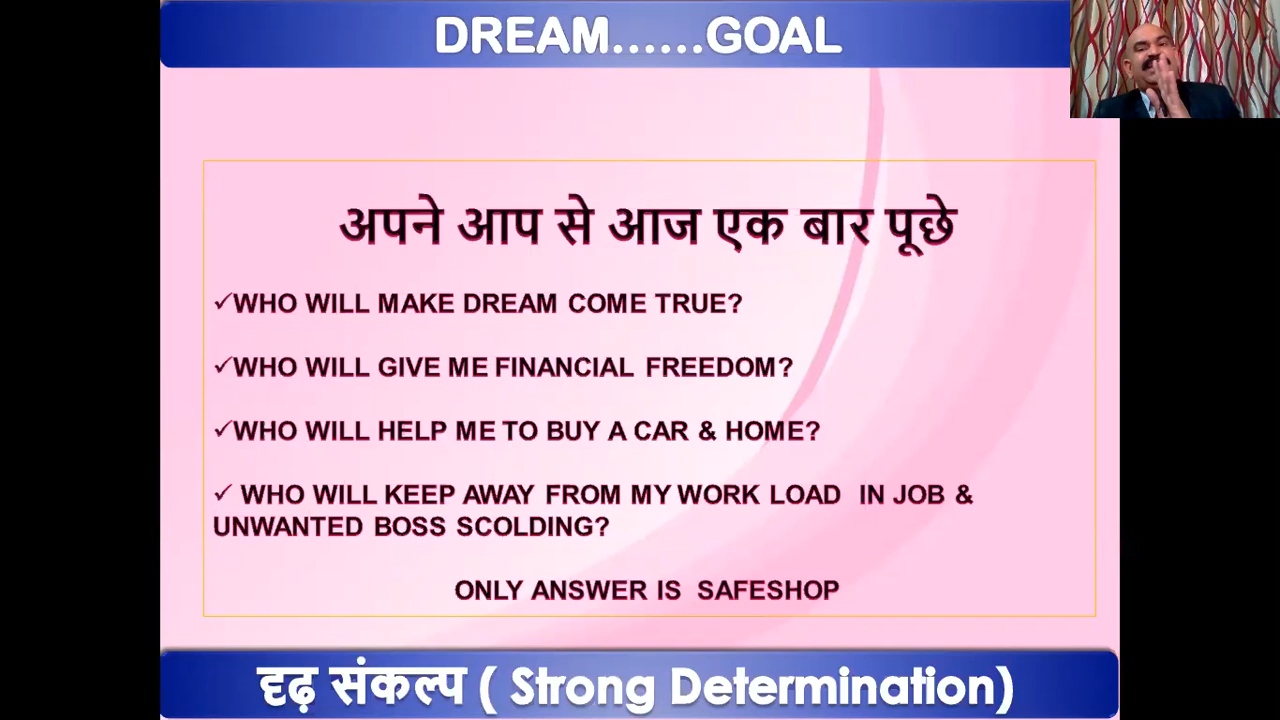 DREAM......GOAL
अपने आप से आज एक बार पूछे
✓WHO WILL MAKE DREAM COME TRUE?
✓WHO WILL GIVE ME FINANCIAL FREEDOM?
✓WHO WILL HELP ME TO BUY A CAR & HOME?
✓ WHO WILL KEEP AWAY FROM MY WORK LOAD IN JOB &
UNWANTED BOSS SCOLDING?
ONLY ANSWER IS SAFESHOP
दृढ़ संकल्प ( Strong Determination)